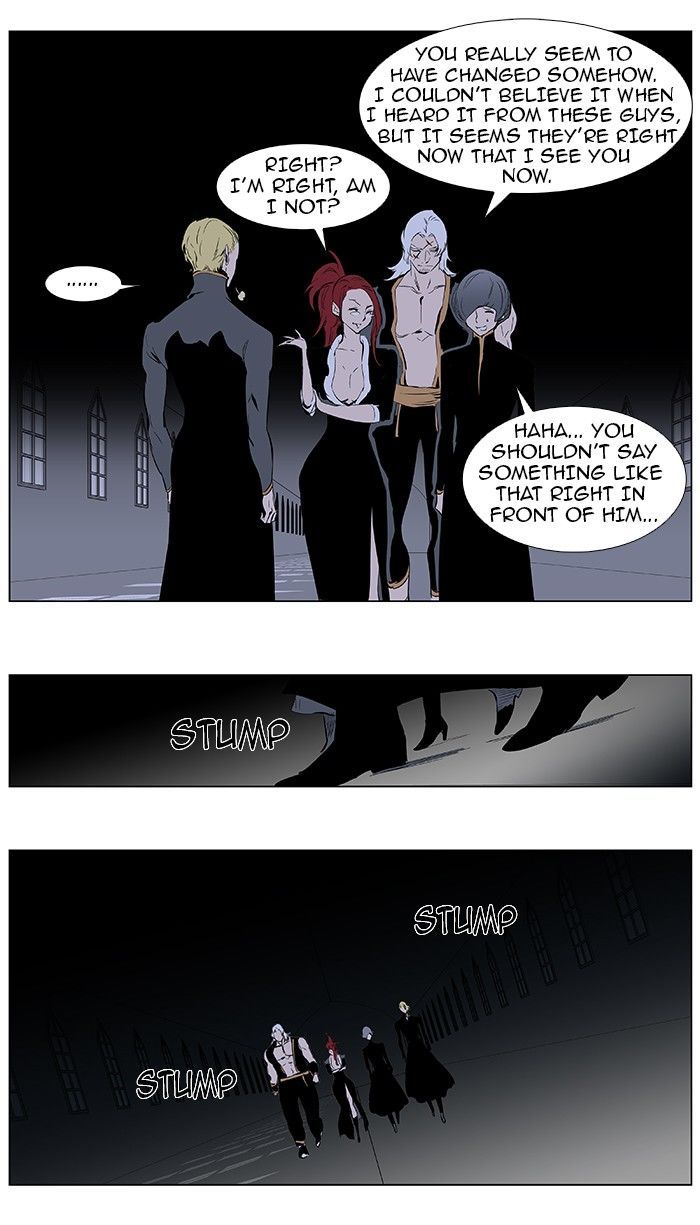 YOU REALLY SEEM TO
HAVE CHANGED SOMEHOW.
I COULDN'T BELIEVE IT WHEN
I HEARD IT FROM THESE GUYS,
BUT IT SEEMS THEY'RE RIGHT
NOW THAT I SEE YOU
NOW.
RIGHT?
I'M RIGHT, AM
I NOT?
......
HAHA... YOU
SHOULDN'T SAY
SOMETHING LIKE
THAT RIGHT IN
FRONT OF HIM...
STUMP
STUMP
STUMP